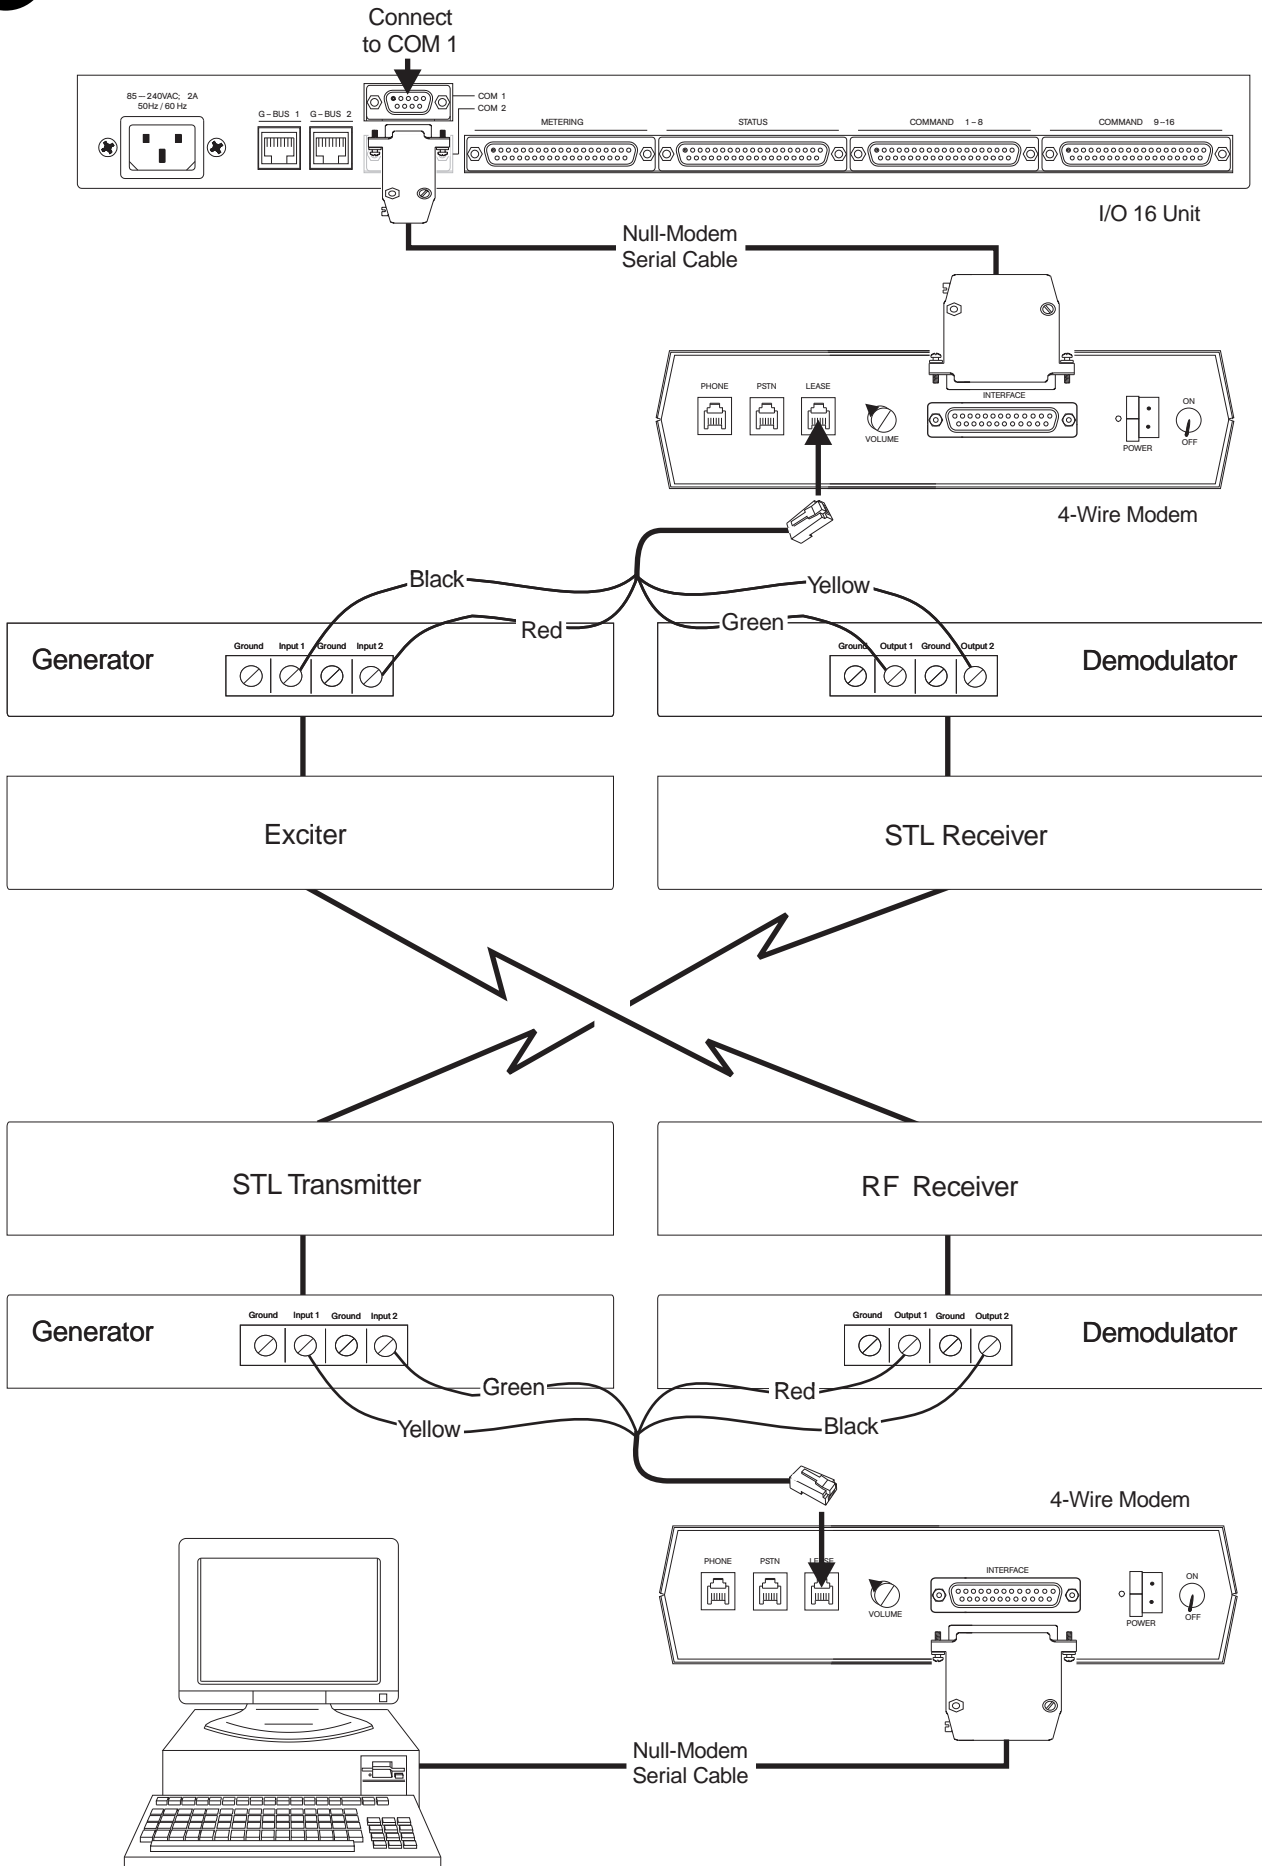 Connect
to COM 1
85 – 240VAC; 2A
50Hz / 60 Hz
G – BUS 1
G – BUS 2
COM 1
COM 2
METERING
STATUS
COMMAND 1 – 8
COMMAND 9 –16
I/O 16 Unit
Null-Modem
Serial Cable
PHONE
PSTN
LEASE
VOLUME
INTERFACE
POWER
ON
OFF
4-Wire Modem
Black
Red
Yellow
Green
Generator
Ground Input 1 Ground Input 2
Ground Output 1 Ground Output 2
Demodulator
Exciter
STL Receiver
STL Transmitter
RF Receiver
Generator
Ground Input 1 Ground Input 2
Ground Output 1 Ground Output 2
Demodulator
Green
Yellow
Red
Black
4-Wire Modem
PHONE
PSTN
LEASE
VOLUME
INTERFACE
POWER
ON
OFF
Null-Modem
Serial Cable